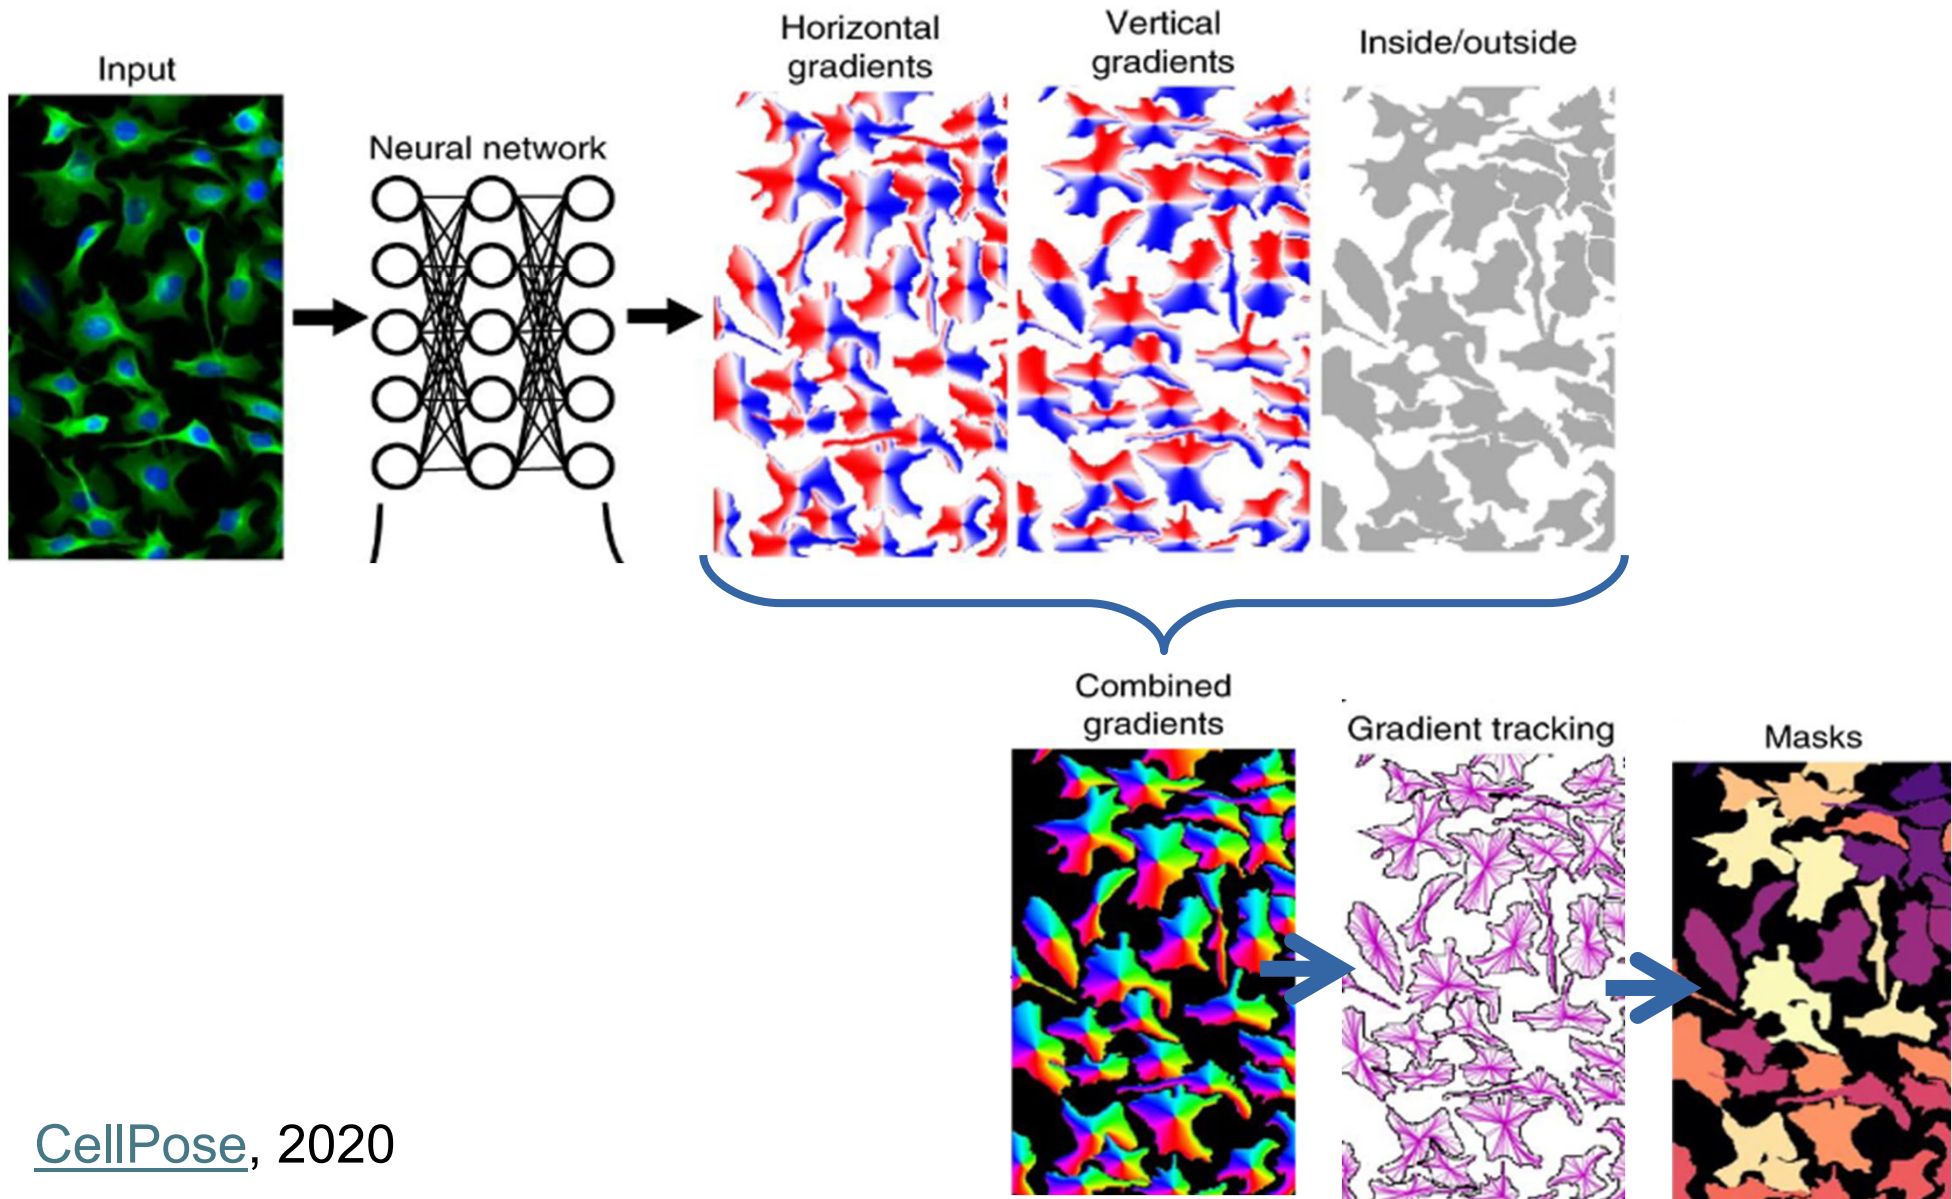 Input
Neural network
Horizontal
gradients
Vertical
gradients
Inside/outside
Combined
gradients
Gradient tracking
Masks
CellPose, 2020